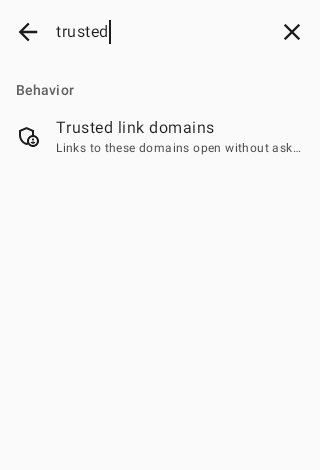 trusted
Behavior
Trusted link domains
Links to these domains open without ask…